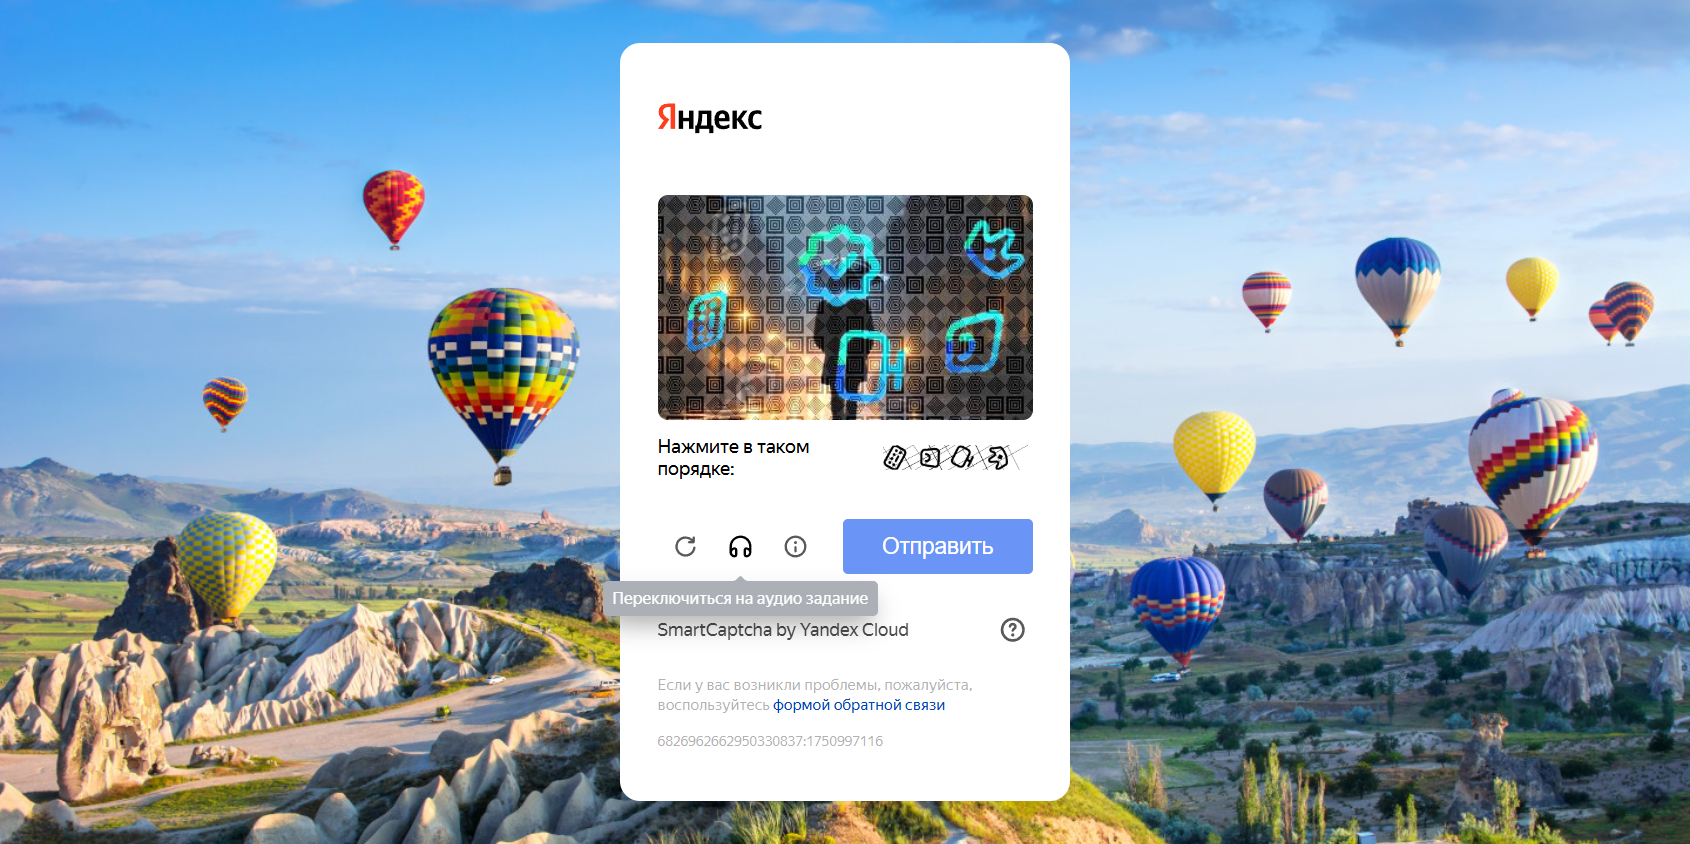 Яндекс
Нажмите в таком
порядке:
Отправить
Переключиться на аудио задание
SmartCaptcha by Yandex Cloud
Если у вас возникли проблемы, пожалуйста,
воспользуйтесь формой обратной связи
6826962662950330837:1750997116